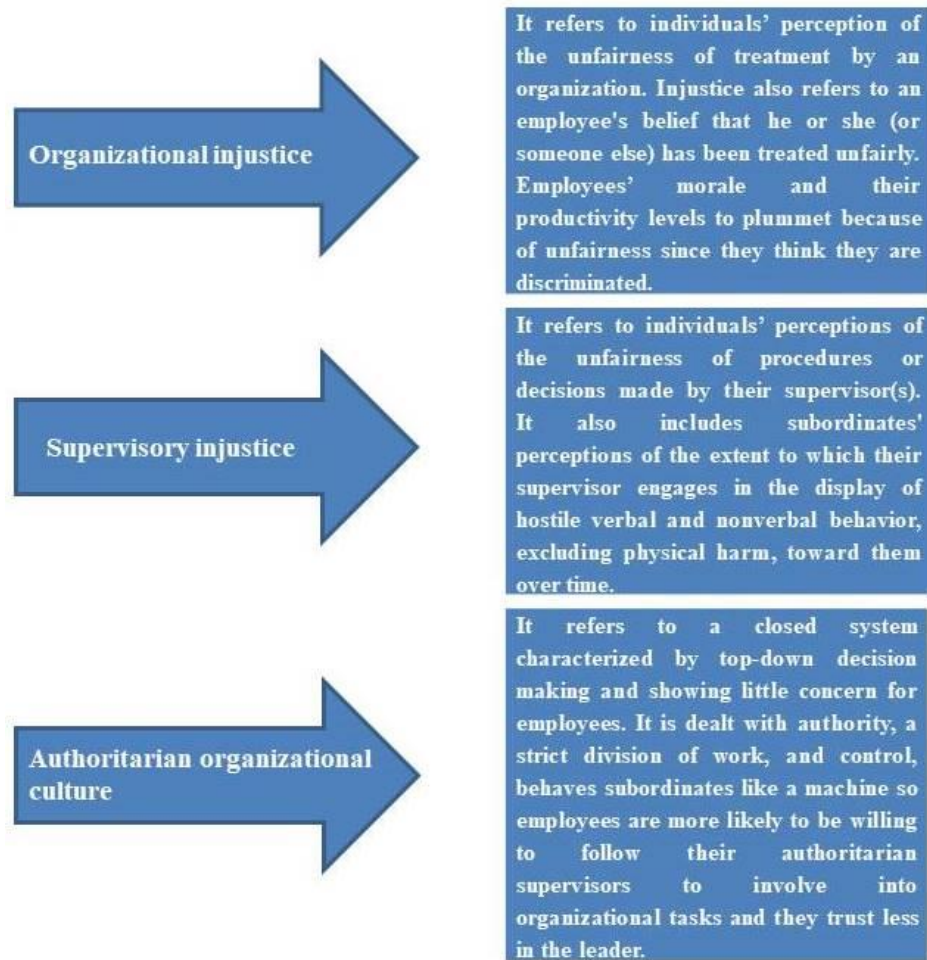 Organizational injustice
It refers to individuals’ perception of
the unfairness of treatment by an
organization. Injustice also refers to an
employee's belief that he or she (or
someone else) has been treated unfairly.
Employees’ morale and their
productivity levels to plummet because
of unfairness since they think they are
discriminated.
Supervisory injustice
It refers to individuals’ perceptions of
the unfairness of procedures or
decisions made by their supervisor(s).
It also includes subordinates'
perceptions of the extent to which their
supervisor engages in the display of
hostile verbal and nonverbal behavior,
excluding physical harm, toward them
over time.
Authoritarian organizational
culture
It refers to a closed system
characterized by top-down decision
making and showing little concern for
employees. It is dealt with authority, a
strict division of work, and control,
behaves subordinates like a machine so
employees are more likely to be willing
to follow their authoritarian
supervisors to involve into
organizational tasks and they trust less
in the leader.